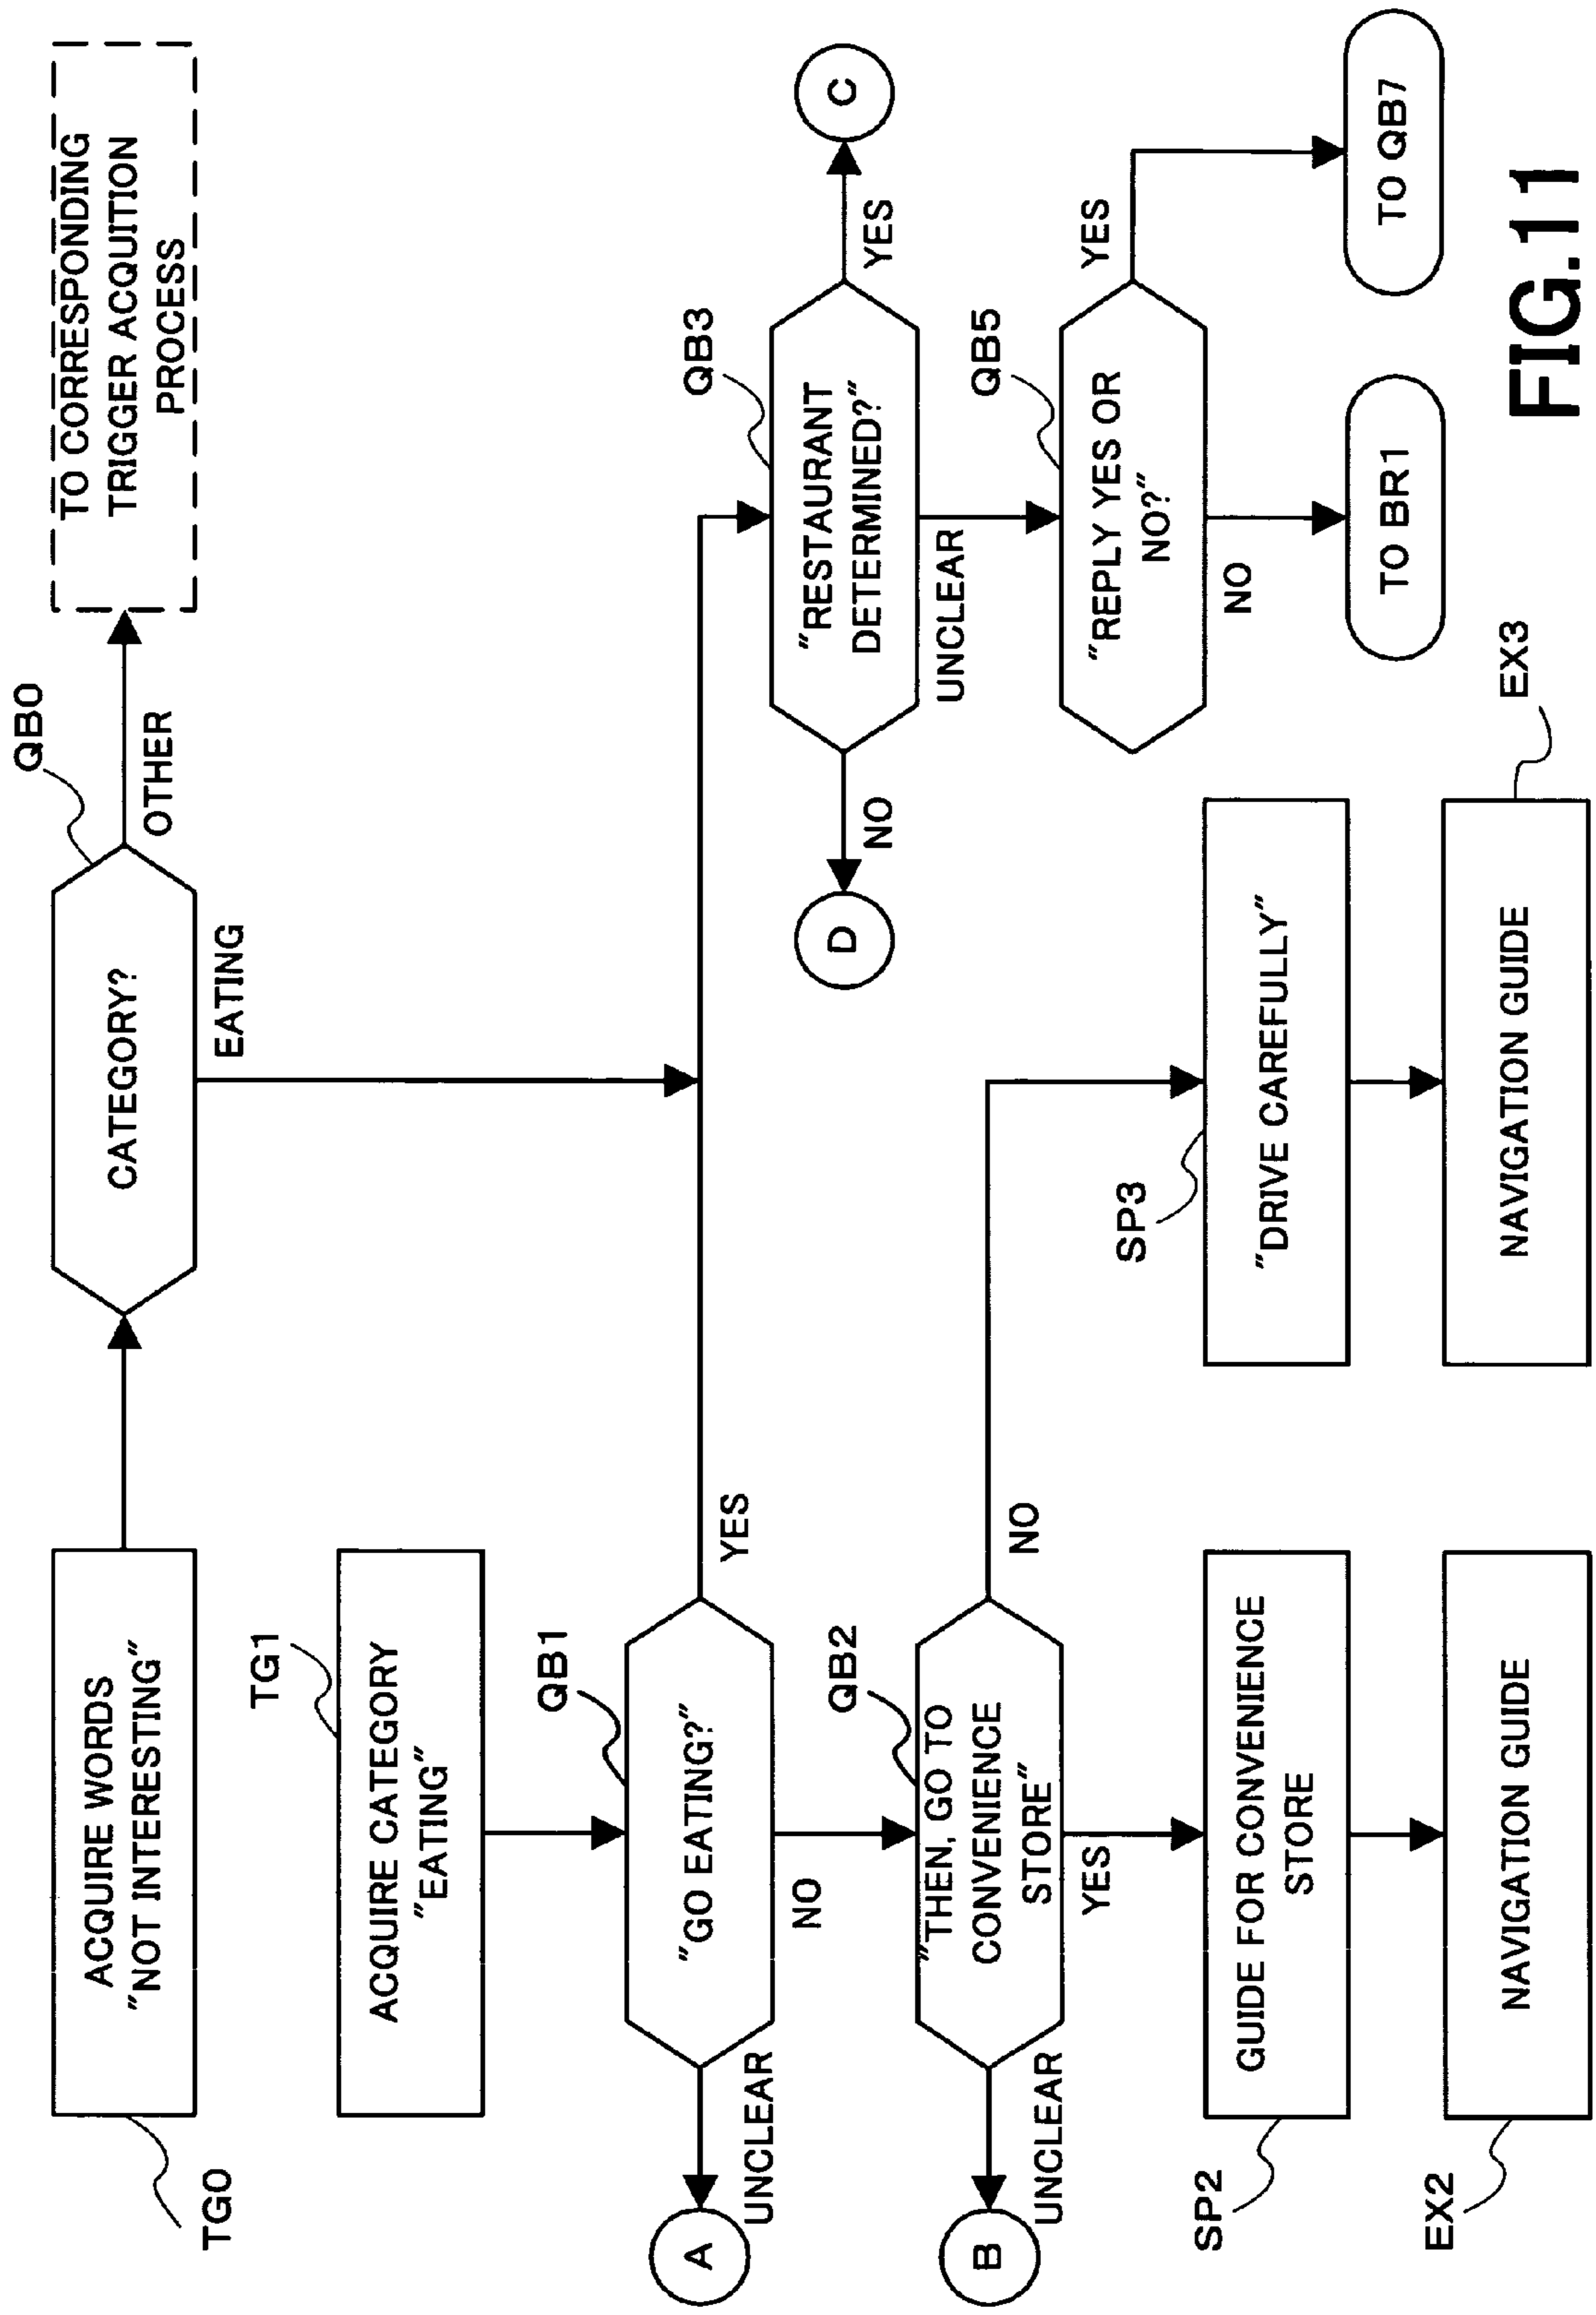 TG0
ACQUIRE WORDS
"NOT INTERESTING"
QB0
CATEGORY?
OTHER
EATING
TO CORRESPONDING
TRIGGER ACQUITION
PROCESS
TG1
ACQUIRE CATEGORY
"EATING"
QB1
"GO EATING?"
A
UNCLEAR
YES
NO
QB2
"THEN, GO TO
CONVENIENCE
STORE"
B
UNCLEAR
YES
NO
SP2
GUIDE FOR CONVENIENCE
STORE
EX2
NAVIGATION GUIDE
SP3
"DRIVE CAREFULLY"
EX3
NAVIGATION GUIDE
QB3
"RESTAURANT
DETERMINED?"
D
NO
YES
C
UNCLEAR
QB5
"REPLY YES OR
NO?"
YES
NO
TO BR1
TO QB7
FIG.11